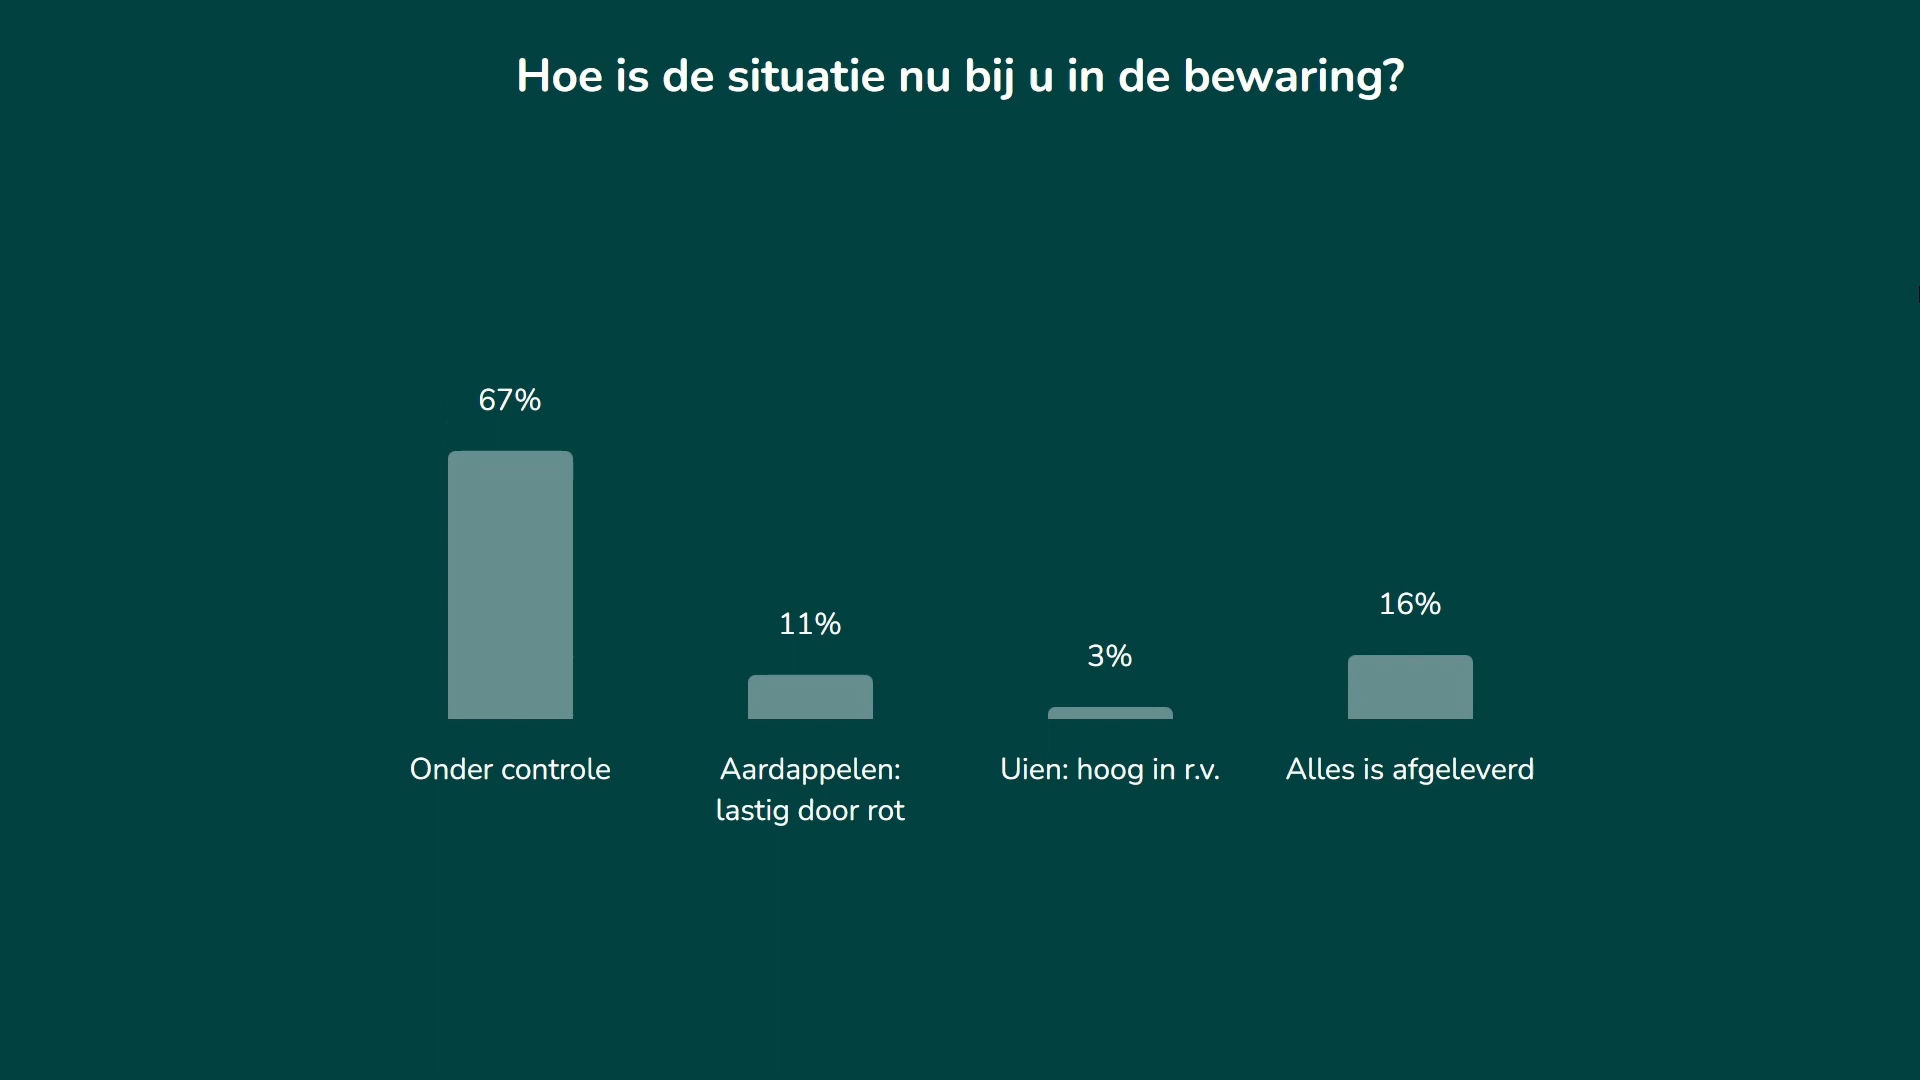 Hoe is de situatie nu bij u in de bewaring?
67%
11%
3%
16%
Onder controle
Aardappelen:
lastig door rot
Uien: hoog in r.v.
Alles is afgeleverd